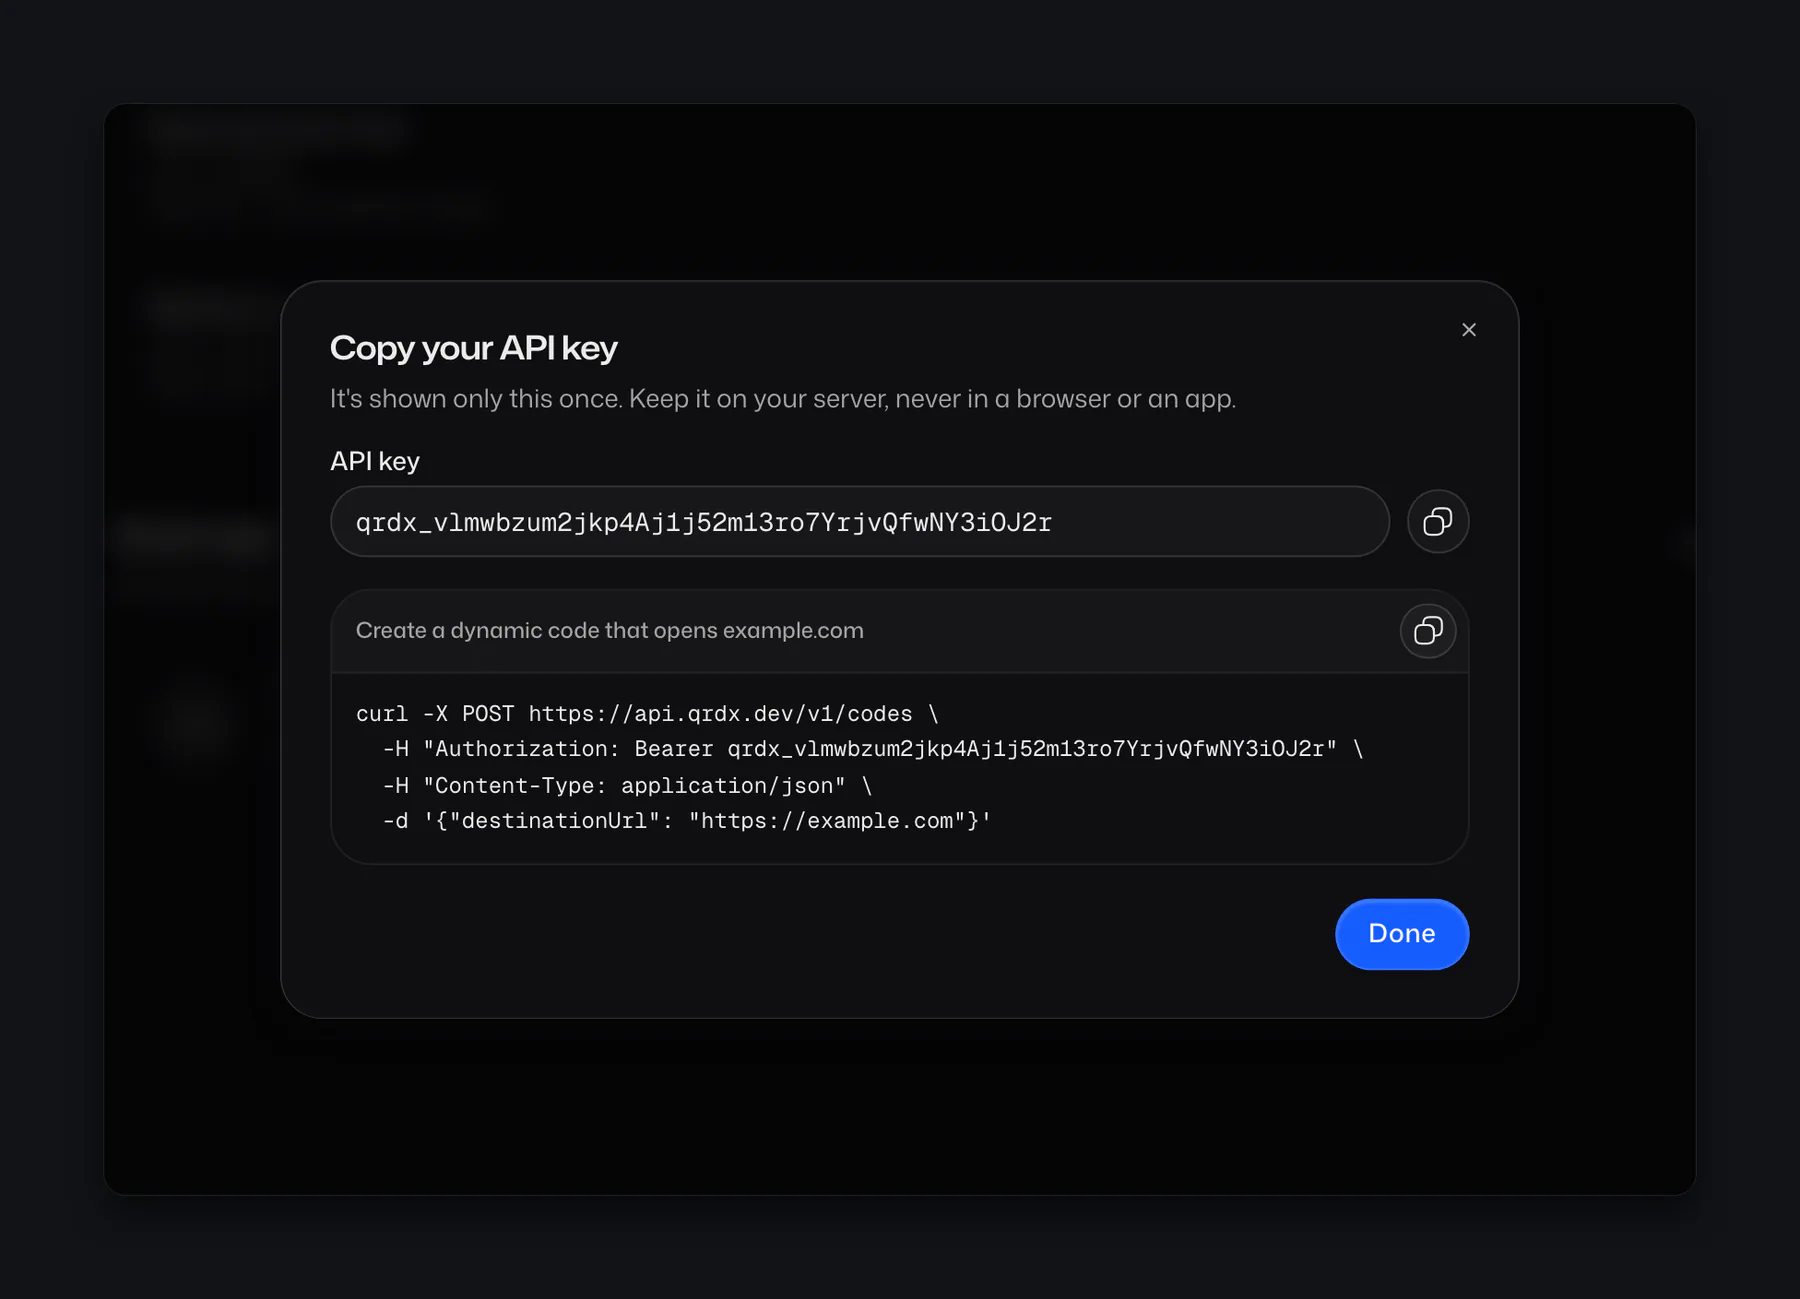 Copy your API key
It's shown only this once. Keep it on your server, never in a browser or an app.
API key
qrdx_vlmwbzum2jkp4Aj1j52m13ro7YrjvQfwNY3iOJ2r
Create a dynamic code that opens example.com
curl -X POST https://api.qrdx.dev/v1/codes \
  -H "Authorization: Bearer qrdx_vlmwbzum2jkp4Aj1j52m13ro7YrjvQfwNY3iOJ2r" \
  -H "Content-Type: application/json" \
  -d '{"destinationUrl": "https://example.com"}'
Done